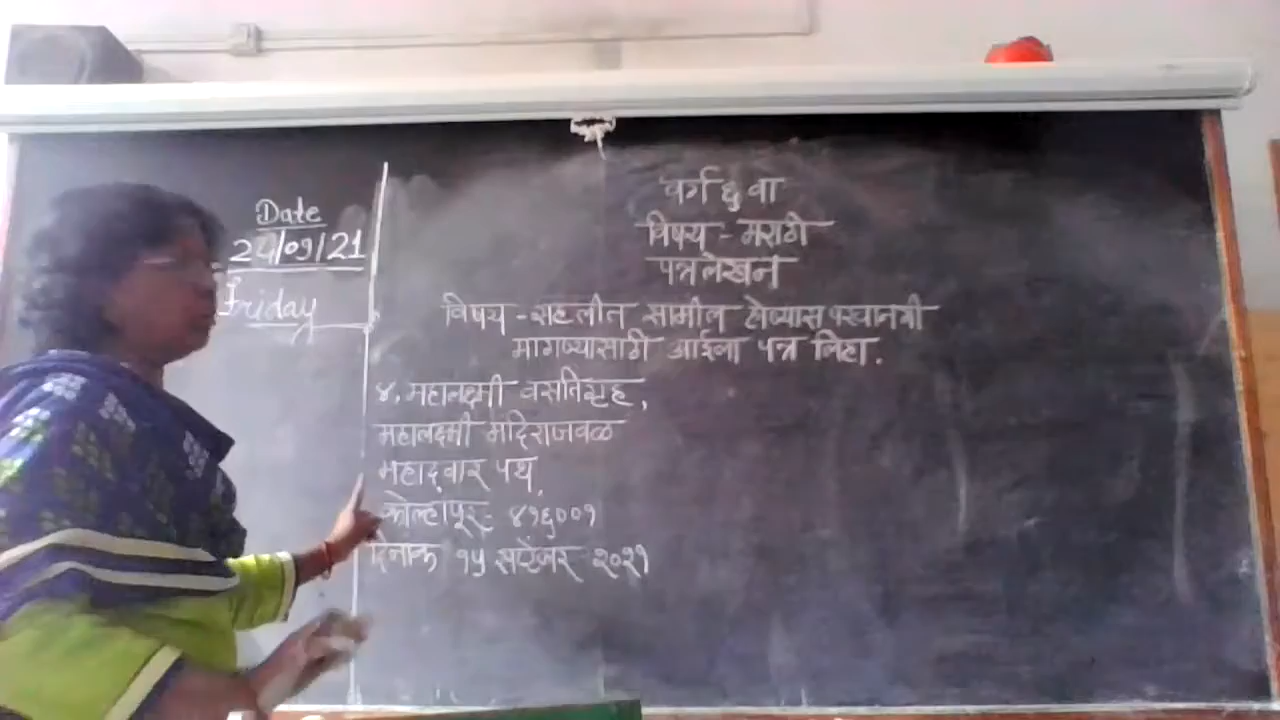 Date
24/09/21
Friday
वर्ग ६ वा
विषय - मराठी
पत्रलेखन
विषय - सहलीत सामील होण्यास परवानगी
मागण्यासाठी आईला पत्र लिहा.
४, महालक्ष्मी वसतिगृह,
महालक्ष्मी मंदिराजवळ
महाद्वार पथ,
कोल्हापूर - ४१६००१
दिनांक १५ सप्टेंबर २०२१